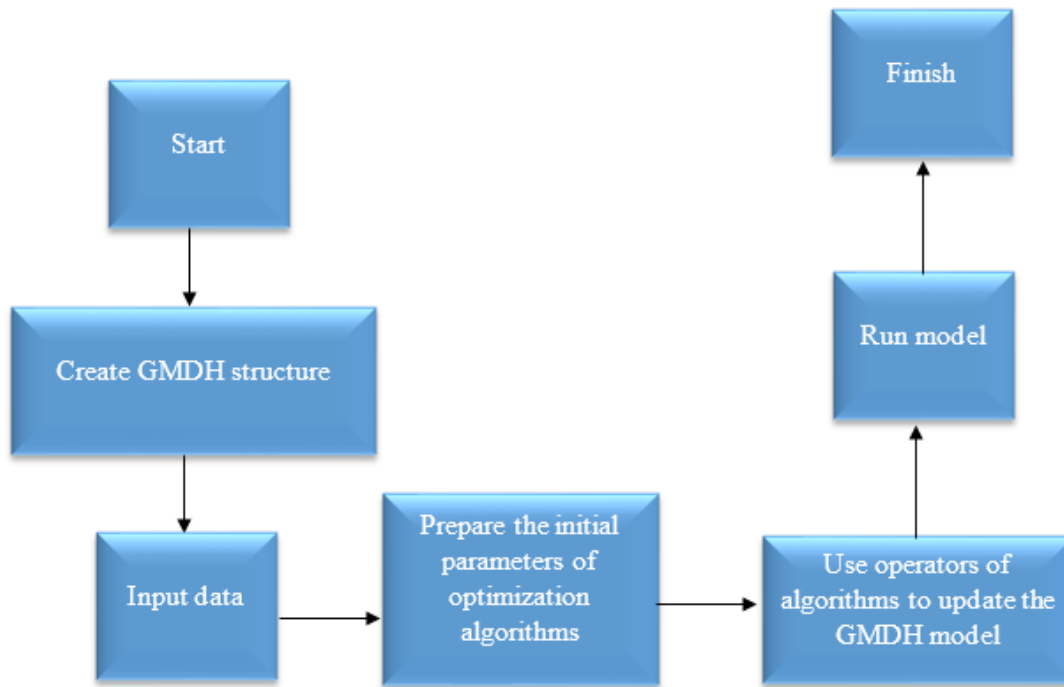 Start
Create GMDH structure
Input data
Prepare the initial
parameters of
optimization
algorithms
Use operators of
algorithms to update the
GMDH model
Run model
Finish